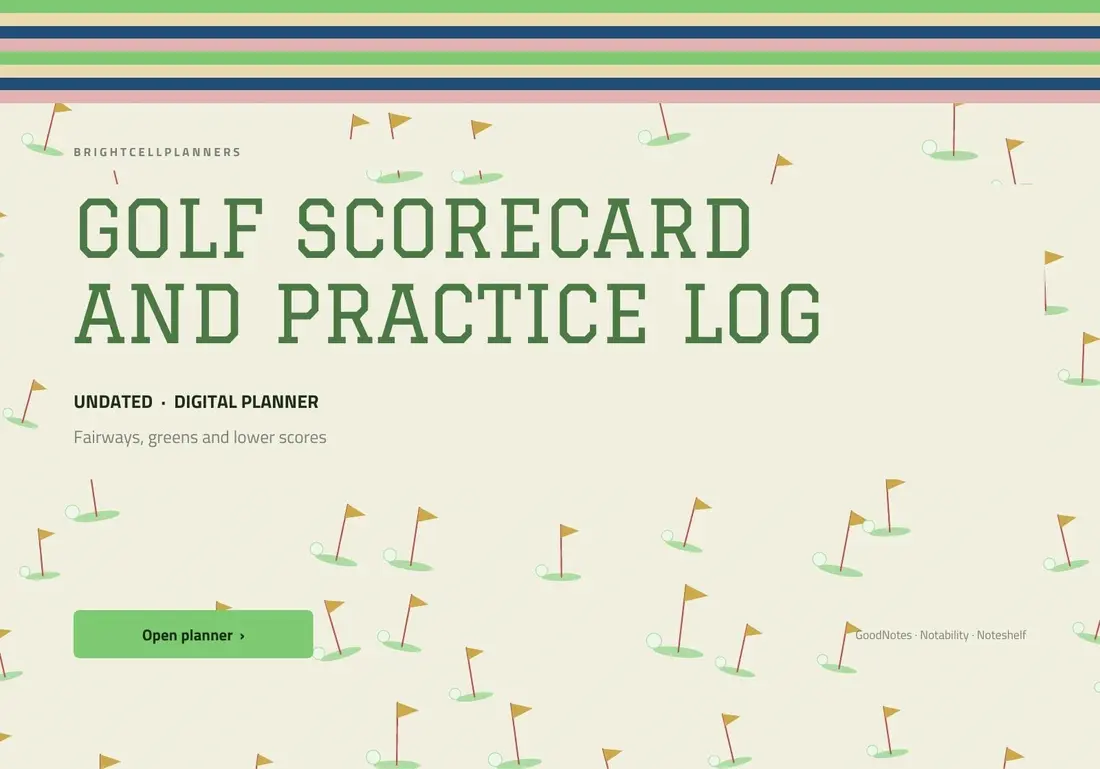 BRIGHTCELLPLANNERS
GOLF SCORECARD
AND PRACTICE LOG
UNDATED · DIGITAL PLANNER
Fairways, greens and lower scores
Open planner ›
GoodNotes · Notability · Noteshelf